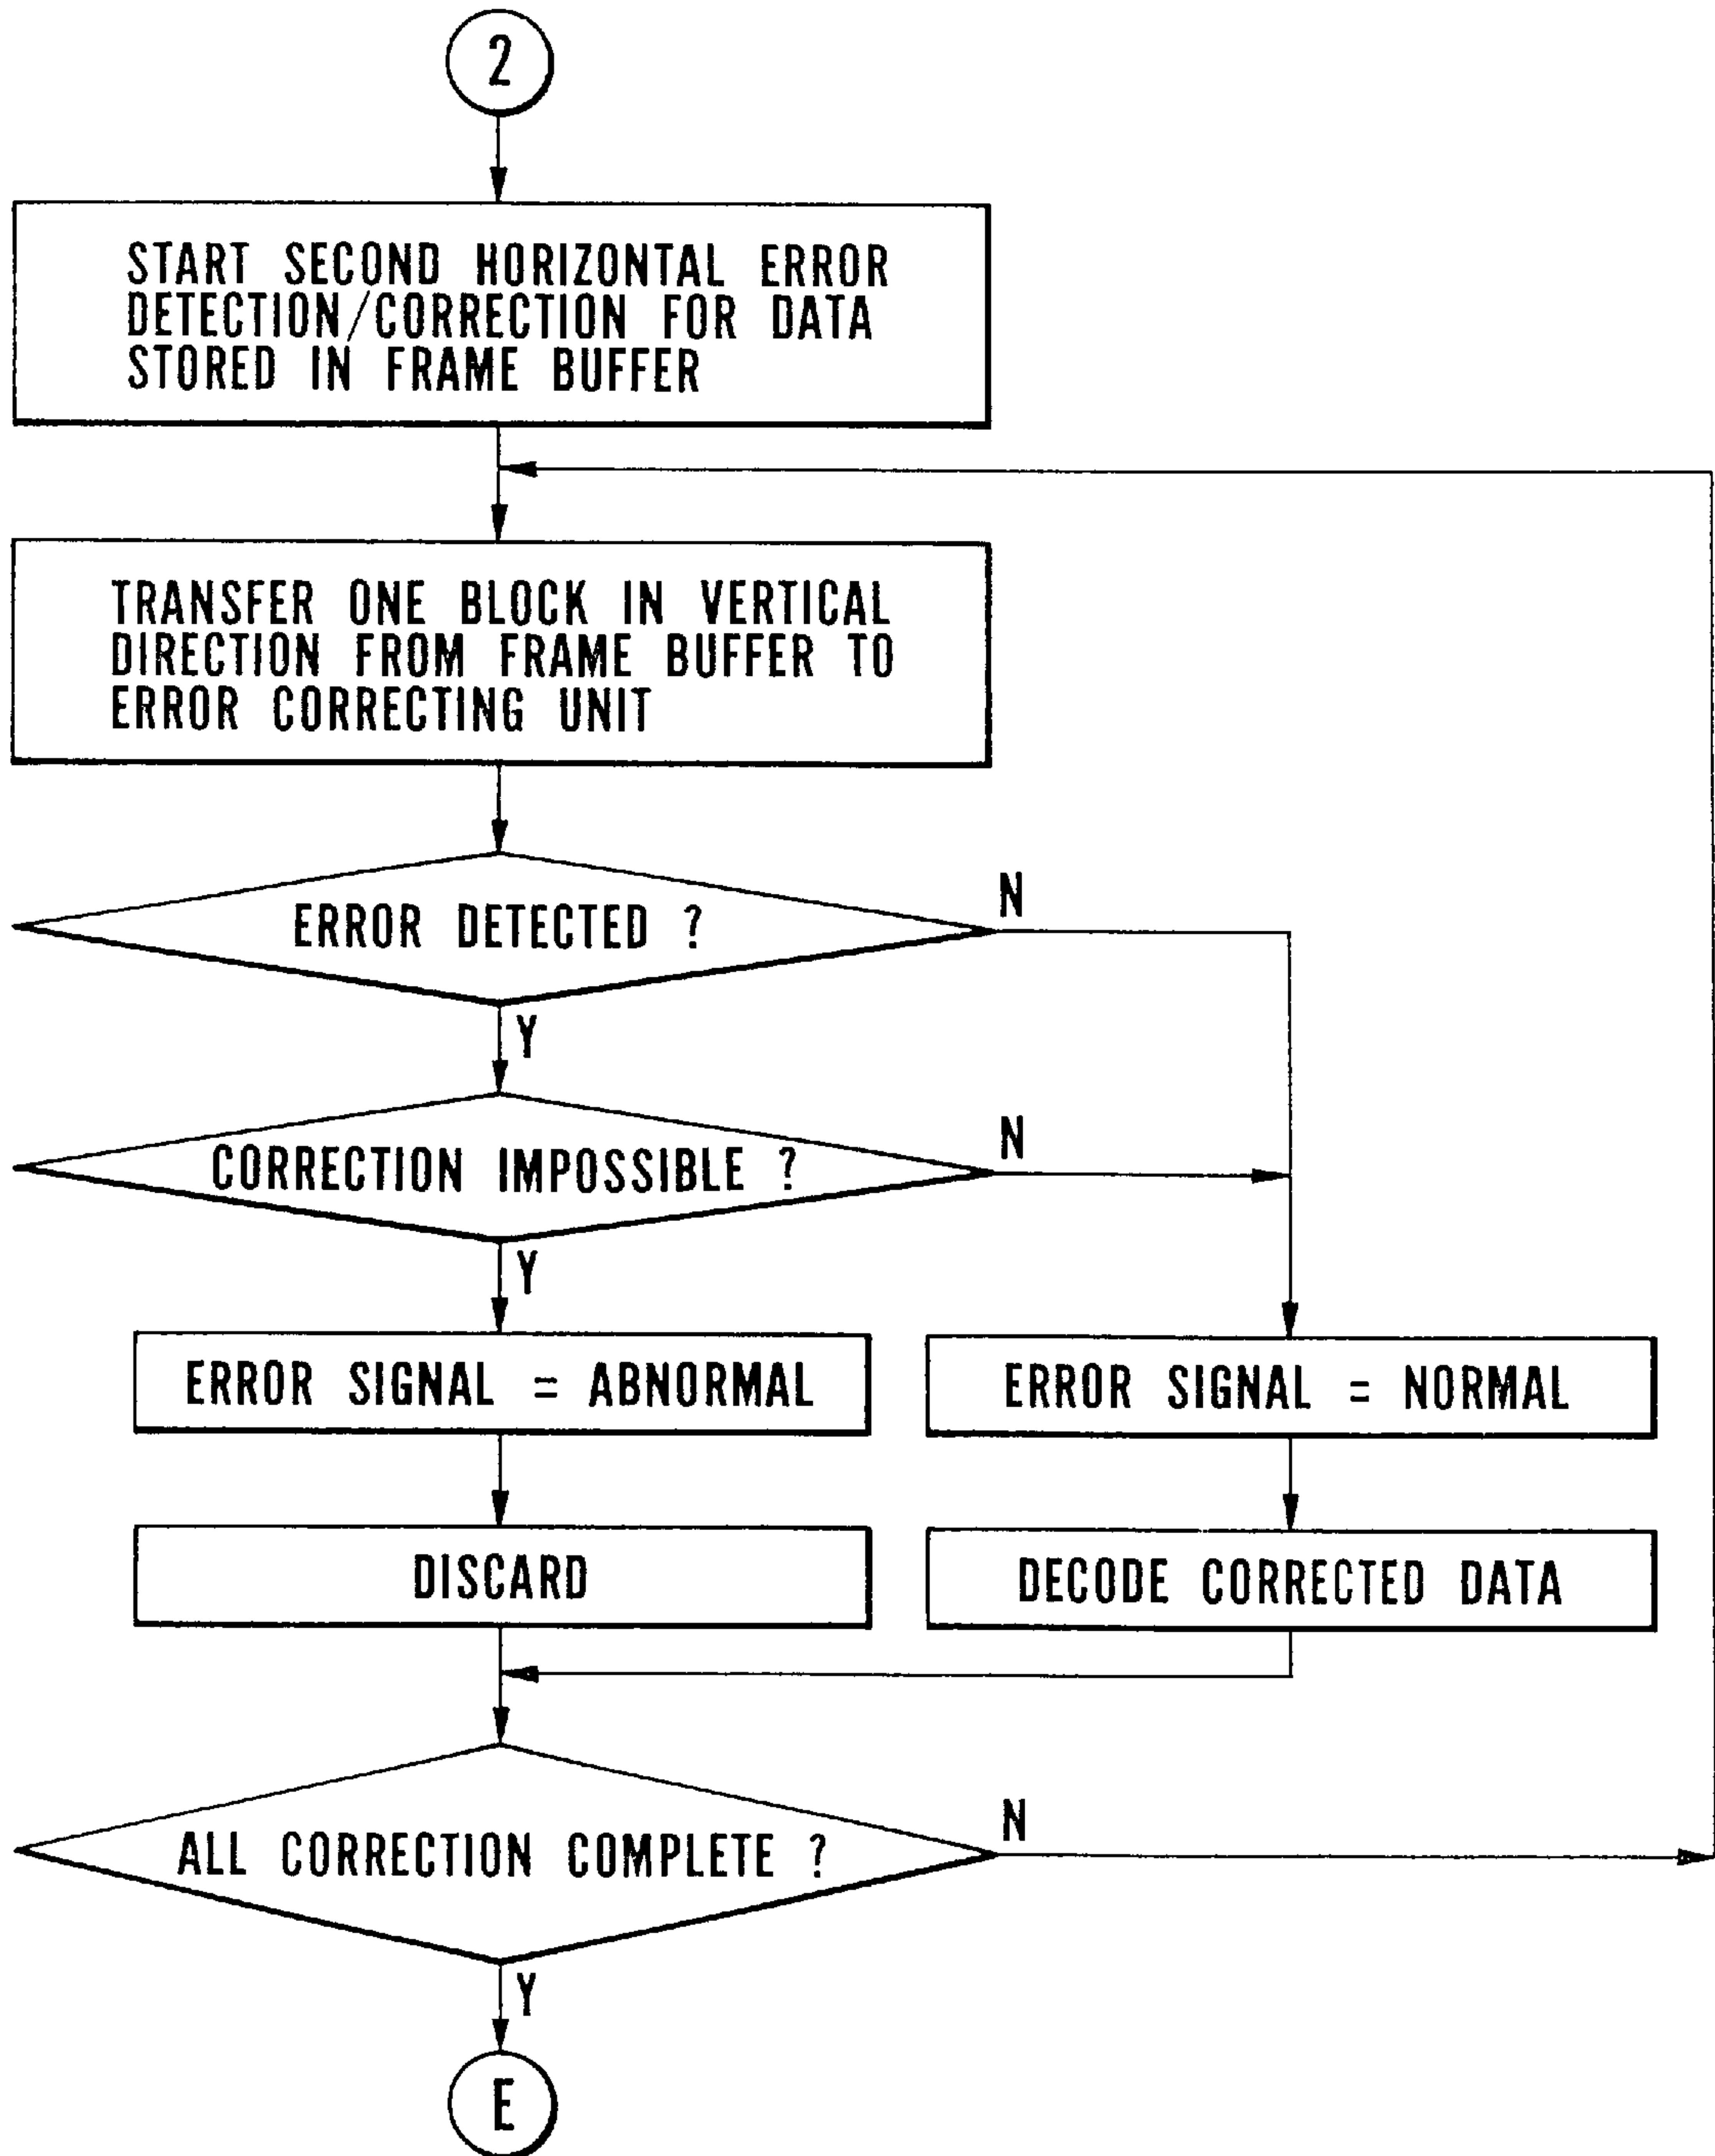 2
START SECOND HORIZONTAL ERROR
DETECTION/CORRECTION FOR DATA
STORED IN FRAME BUFFER
TRANSFER ONE BLOCK IN VERTICAL
DIRECTION FROM FRAME BUFFER TO
ERROR CORRECTING UNIT
ERROR DETECTED ?
N
Y
CORRECTION IMPOSSIBLE ?
N
Y
ERROR SIGNAL = ABNORMAL
ERROR SIGNAL = NORMAL
DISCARD
DECODE CORRECTED DATA
ALL CORRECTION COMPLETE ?
N
Y
E